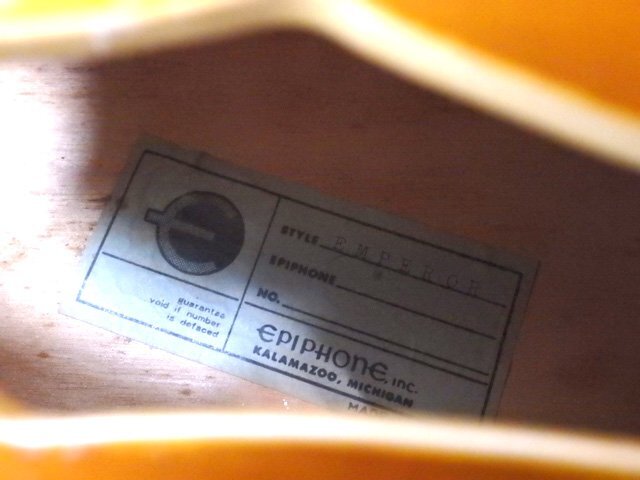 STYLE EMPEROR
EPIPHONE
NO.
guarantee
void if number
is defaced
EPIPHONE, INC.
KALAMAZOO, MICHIGAN